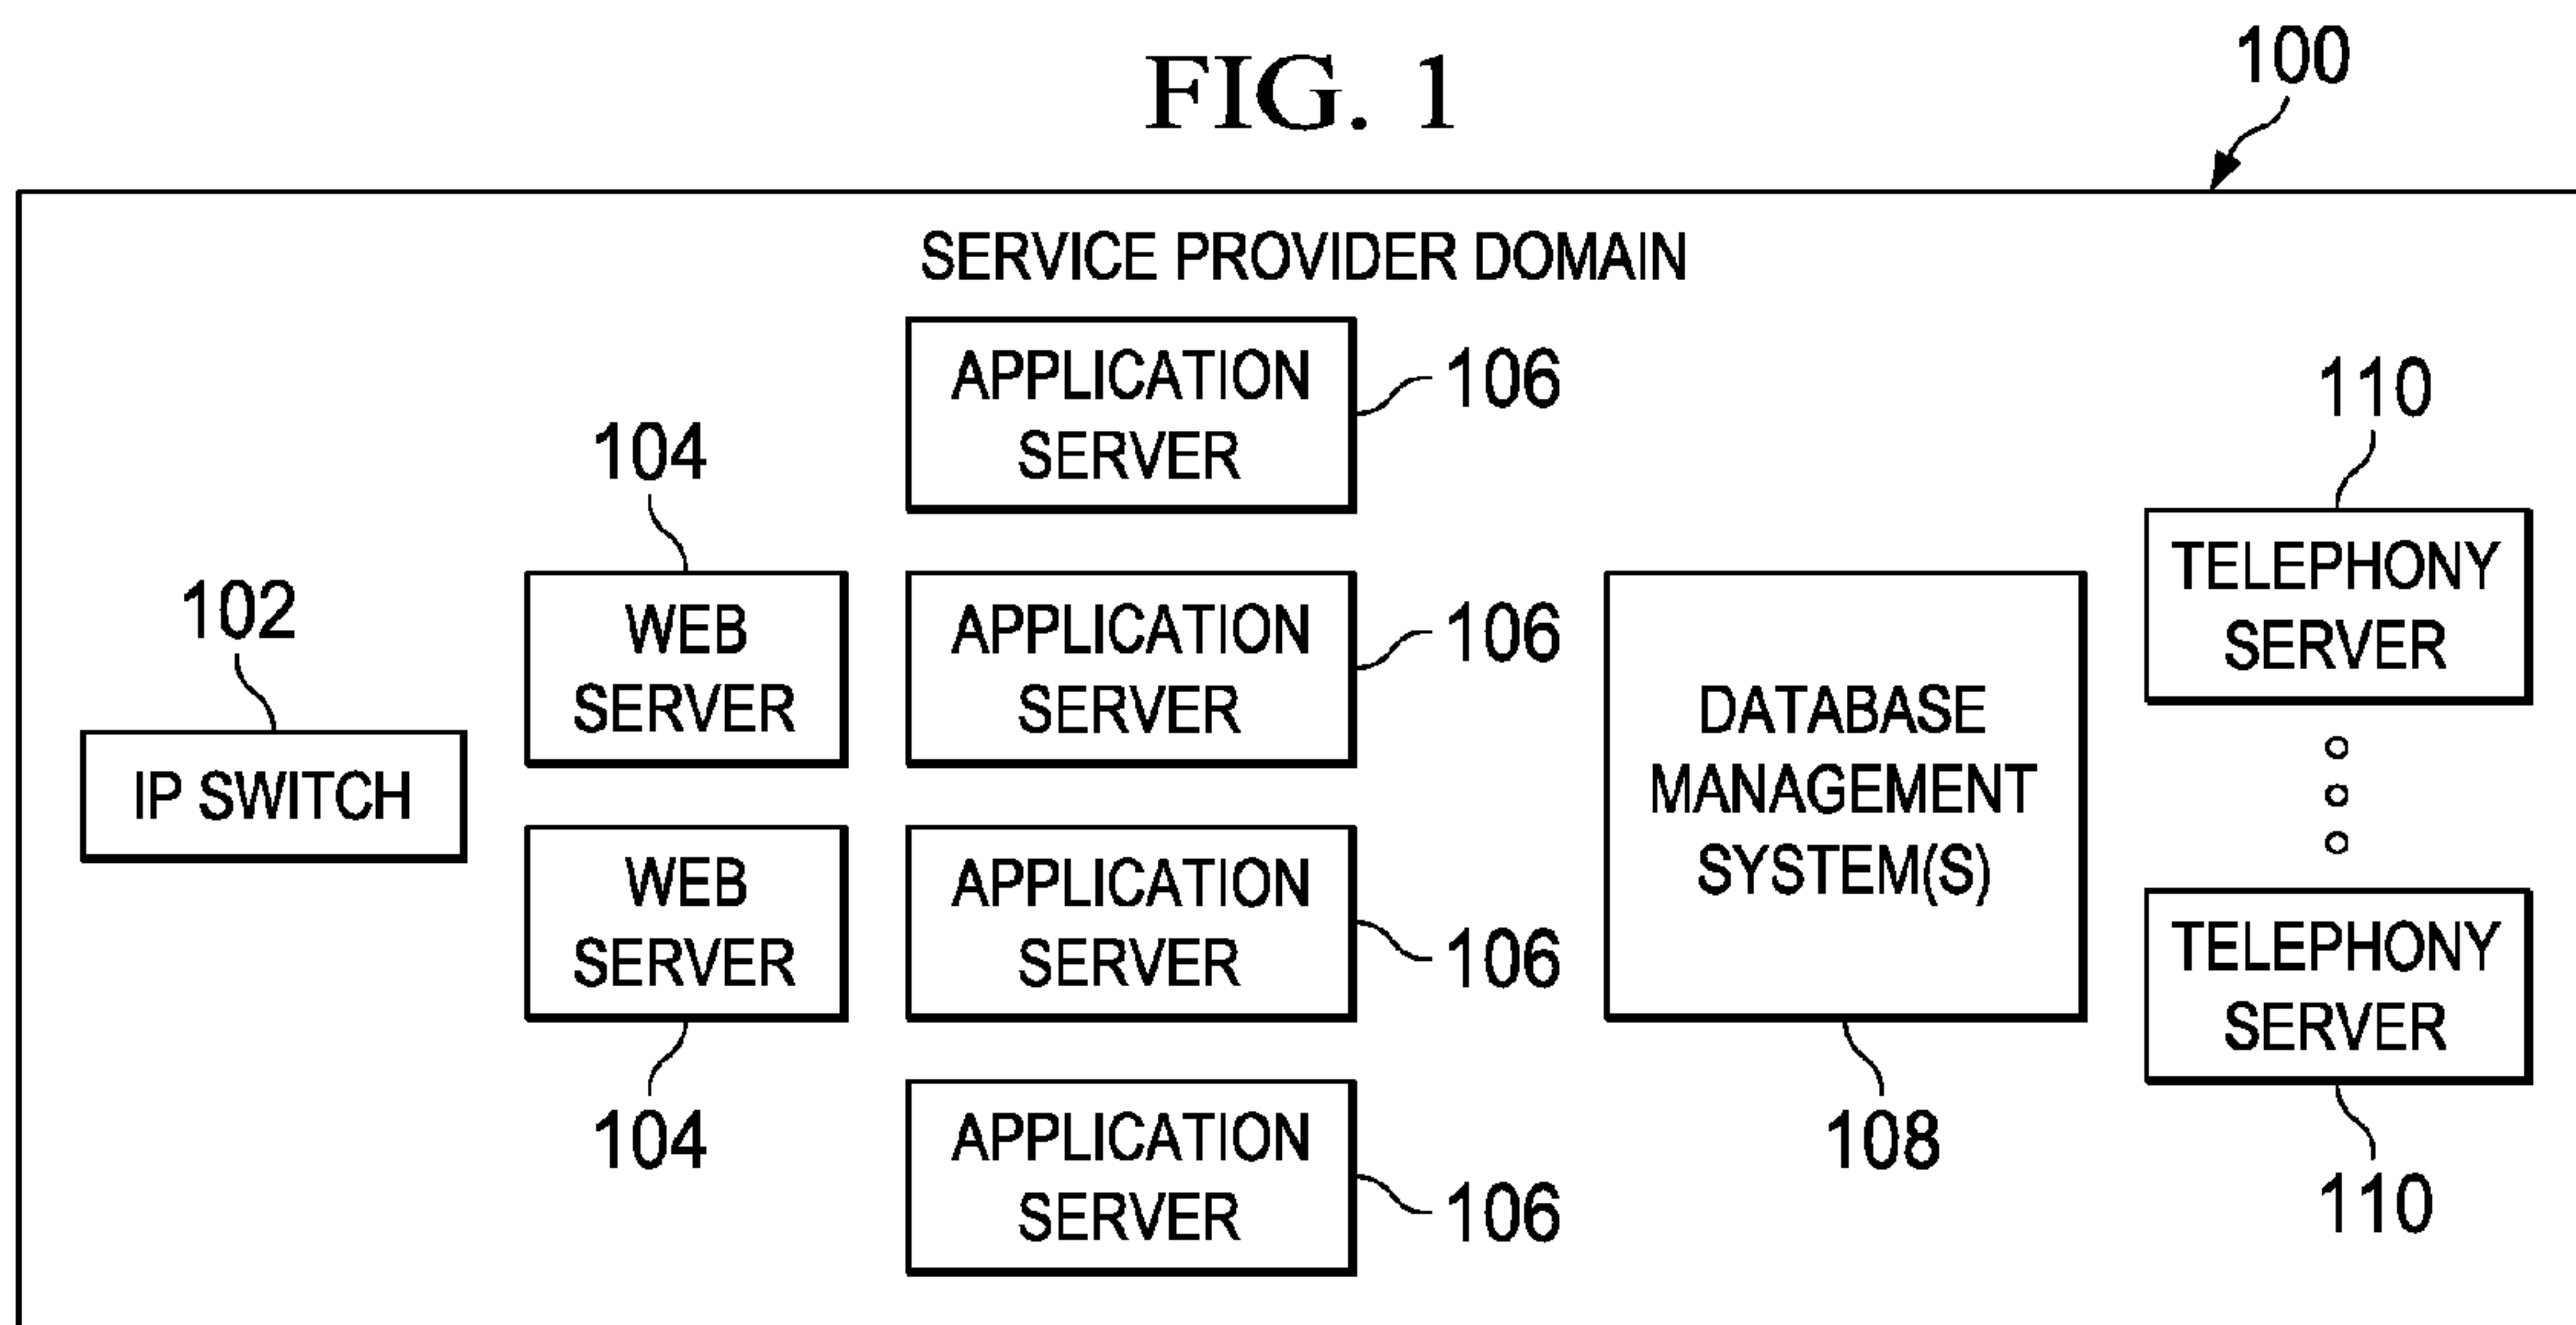 FIG. 1
100
SERVICE PROVIDER DOMAIN
102
IP SWITCH
104
WEB
SERVER
WEB
SERVER
104
APPLICATION
SERVER
106
APPLICATION
SERVER
106
APPLICATION
SERVER
106
APPLICATION
SERVER
106
DATABASE
MANAGEMENT
SYSTEM(S)
108
110
TELEPHONY
SERVER
TELEPHONY
SERVER
110